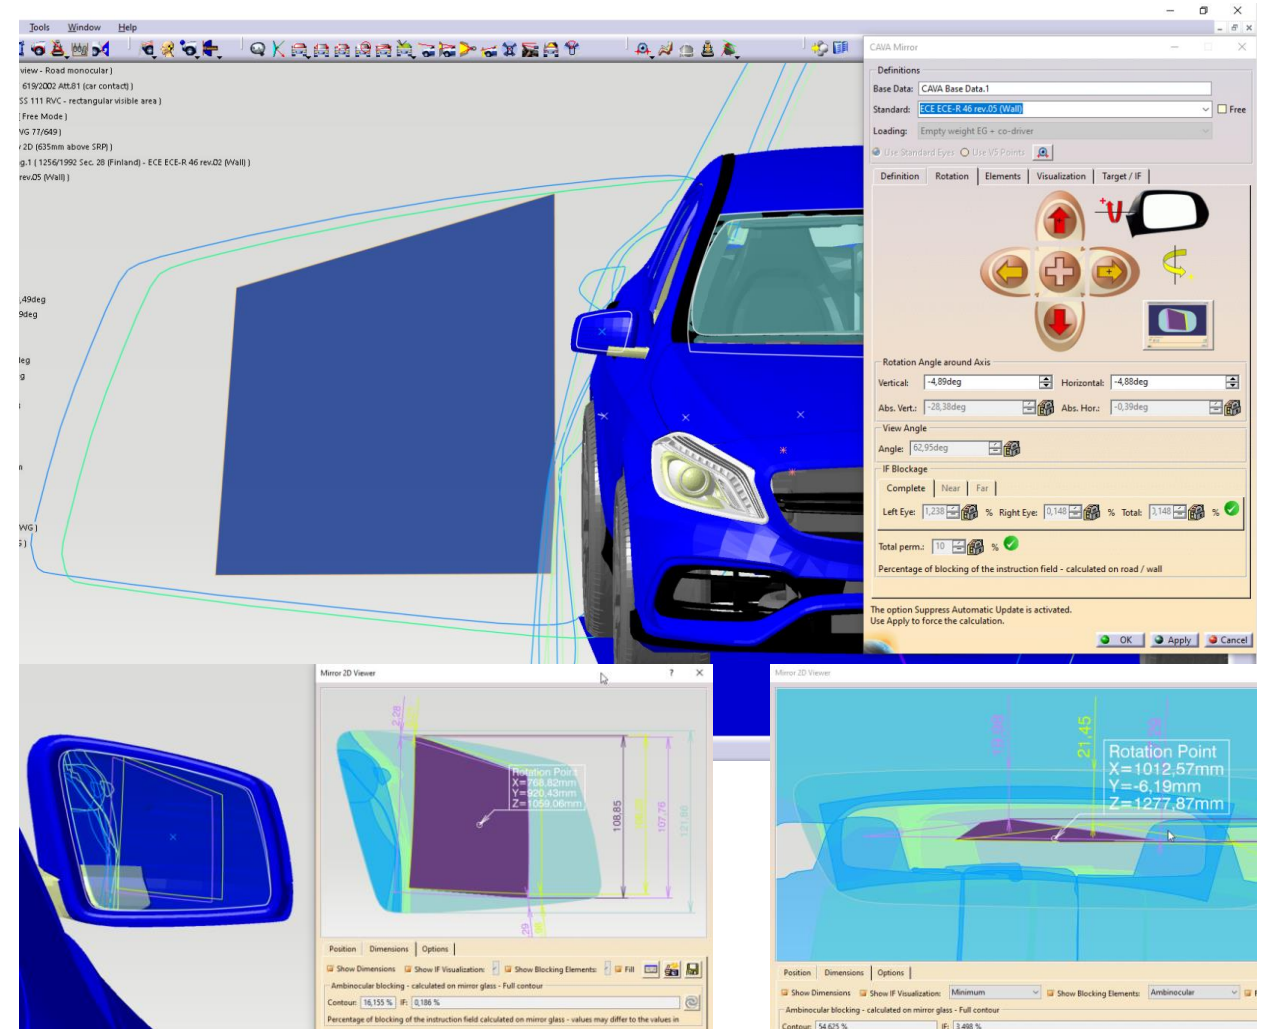 Tools Window Help
view - Road monocular )
619/2002 Att.81 (car contact) )
SS 111 RVC - rectangular visible area )
( Free Mode )
VG 77/649 )
2D (635mm above SRP) )
g.1 ( 1256/1992 Sec. 28 (Finland) - ECE ECE-R 46 rev.02 (Wall) )
rev.05 (Wall) )
,49deg
9deg
deg
g
m
WG )
5 )
CAVA Mirror
Definitions
Base Data: CAVA Base Data.1
Standard: ECE ECE-R 46 rev.05 (Wall) Free
Loading: Empty weight EG + co-driver
Use Standard Eyes Use V5 Points
Definition Rotation Elements Visualization Target / IF
Rotation Angle around Axis
Vertical: -4,89deg Horizontal: -4,88deg
Abs. Vert.: -28,38deg Abs. Hor.: -0,39deg
View Angle
Angle: 62,95deg
IF Blockage
Complete Near Far
Left Eye: 1,238 % Right Eye: 0,148 % Total: 0,148 %
Total perm.: 10 %
Percentage of blocking of the instruction field - calculated on road / wall
The option Suppress Automatic Update is activated.
Use Apply to force the calculation.
OK Apply Cancel
Mirror 2D Viewer ?
2,28
Rotation Point
X=768,82mm
Y=920,43mm
Z=1059,06mm
108,85
107,76
121,66
29
Position Dimensions Options
Show Dimensions Show IF Visualization: Show Blocking Elements: Fill
Ambinocular blocking - calculated on mirror glass - Full contour
Contour: 16,155 % IF: 0,186 %
Percentage of blocking of the instruction field calculated on mirror glass - values may differ to the values in
Mirror 2D Viewer
21,45
Rotation Point
X=1012,57mm
Y=-6,19mm
Z=1277,87mm
Position Dimensions Options
Show Dimensions Show IF Visualization: Minimum Show Blocking Elements: Ambinocular F
Ambinocular blocking - calculated on mirror glass - Full contour
Contour: 54,625 % IF: 3,498 %